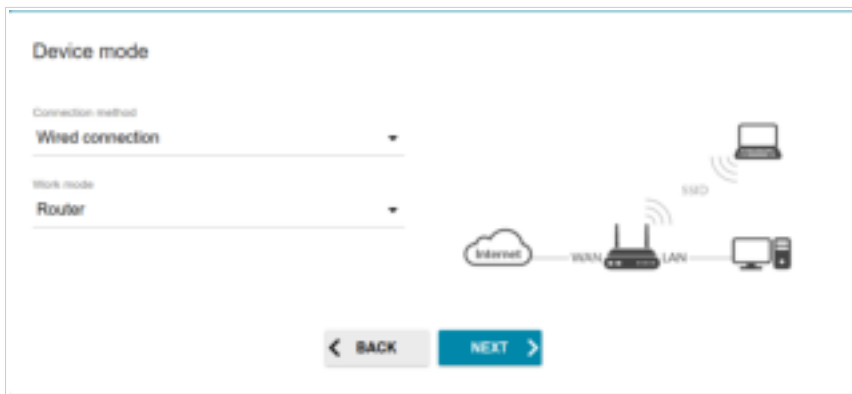 Device mode
Connection method
Wired connection
Work mode
Router
SSID
Internet
WAN
LAN
BACK
NEXT